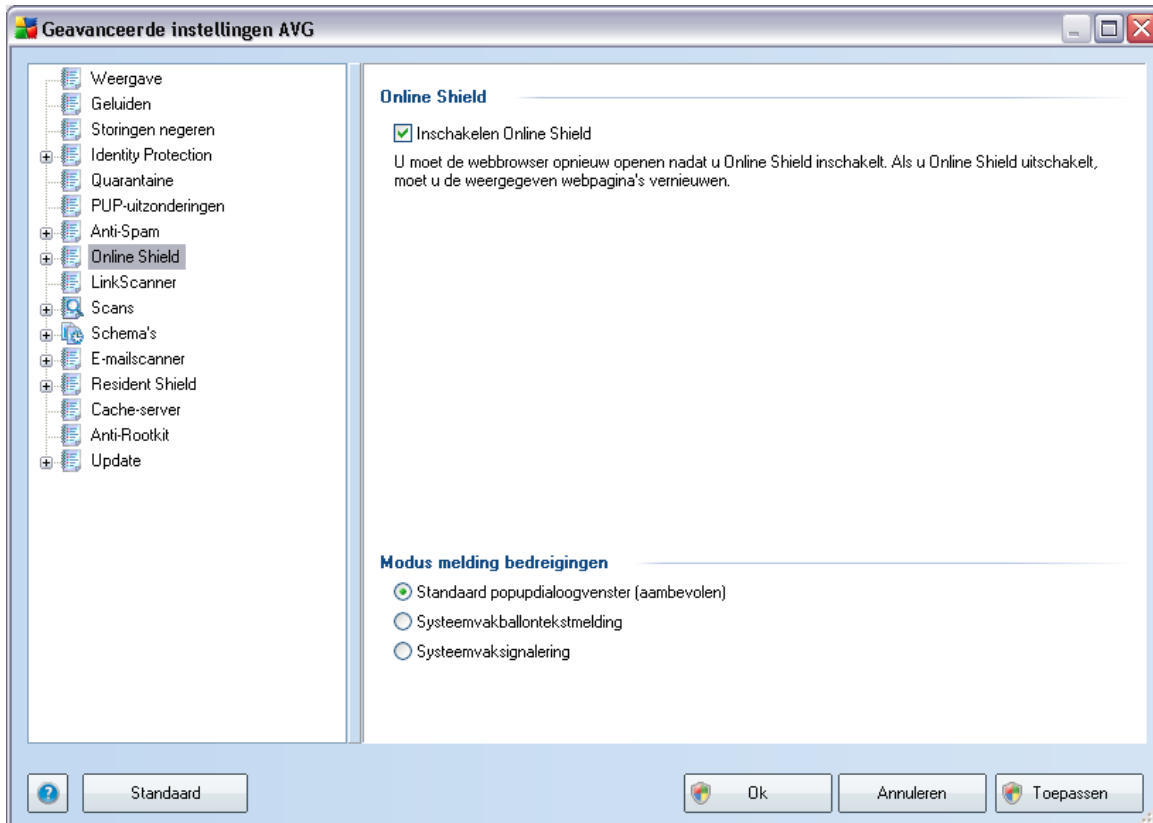 Geavanceerde instellingen AVG
Weergave
Geluiden
Storingen negeren
Identity Protection
Quarantaine
PUP-uitzonderingen
Anti-Spam
Online Shield
LinkScanner
Scans
Schema's
E-mailscanner
Resident Shield
Cache-server
Anti-Rootkit
Update
Online Shield
Inschakelen Online Shield
U moet de webbrowser opnieuw openen nadat u Online Shield inschakelt. Als u Online Shield uitschakelt,
moet u de weergegeven webpagina's vernieuwen.
Modus melding bedreigingen
Standaard popupdialoogvenster (aambevolen)
Systeemvakballontekstmelding
Systeemvaksignalering
?
Standaard
Ok
Annuleren
Toepassen